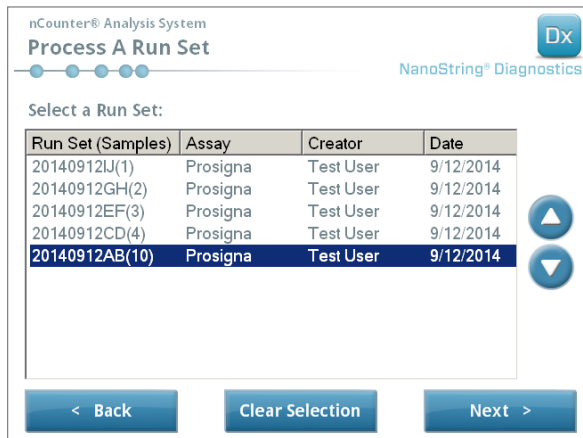 nCounter® Analysis System
Dx
Process A Run Set
NanoString® Diagnostics
Select a Run Set:
Run Set (Samples) Assay Creator Date
20140912IJ(1) Prosigna Test User 9/12/2014
20140912GH(2) Prosigna Test User 9/12/2014
20140912EF(3) Prosigna Test User 9/12/2014
20140912CD(4) Prosigna Test User 9/12/2014
20140912AB(10) Prosigna Test User 9/12/2014
< Back Clear Selection Next >